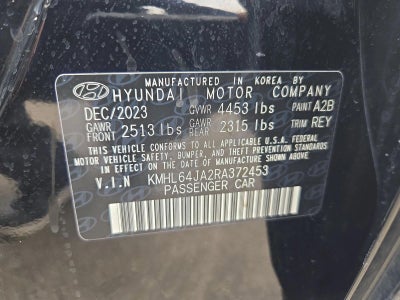 MANUFACTURED IN KOREA BY
HYUNDAI MOTOR COMPANY
DEC/2023 GVWR 4453 lbs PAINT A2B
GAWR FRONT 2513 lbs GAWR REAR 2315 lbs TRIM REY
THIS VEHICLE CONFORMS TO ALL APPLICABLE U.S.A. FEDERAL
MOTOR VEHICLE SAFETY, BUMPER, AND THEFT PREVENTION
STANDARDS IN EFFECT ON THE DATE OF MANUFACTURE SHOWN ABOVE.
V.I.N KMHL64JA2RA372453
PASSENGER CAR